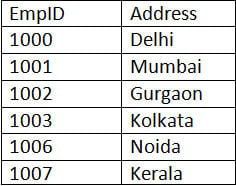 EmpID Address
1000 Delhi
1001 Mumbai
1002 Gurgaon
1003 Kolkata
1006 Noida
1007 Kerala